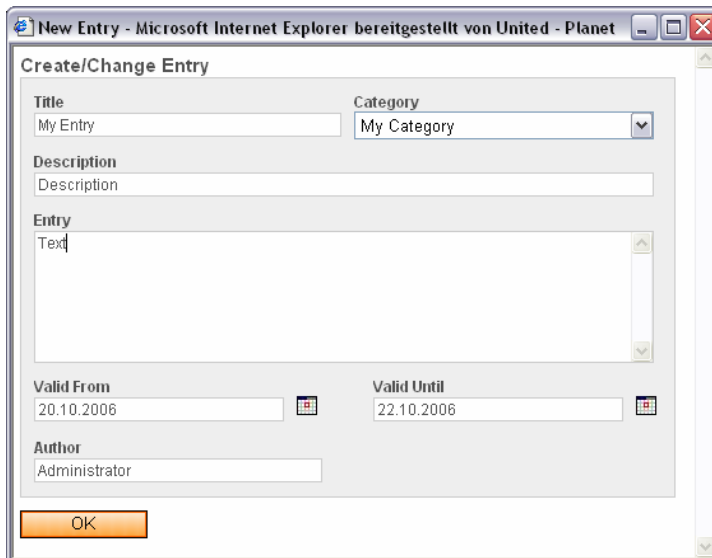 New Entry - Microsoft Internet Explorer bereitgestellt von United - Planet
Create/Change Entry
Title Category
My Entry My Category
Description
Description
Entry
Text
Valid From Valid Until
20.10.2006 22.10.2006
Author
Administrator
OK